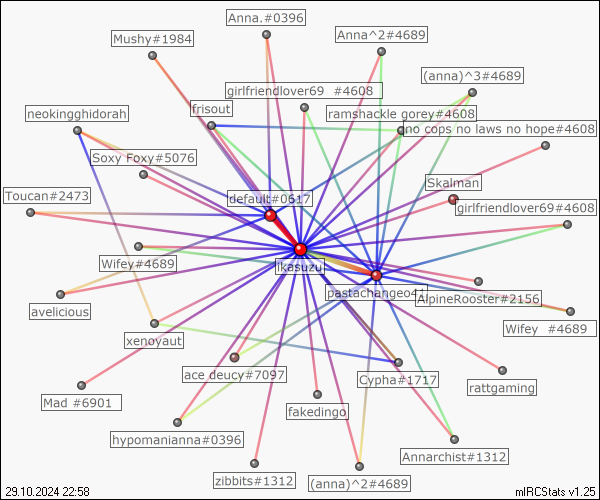 Anna.#0396
Mushy#1984
Anna^2#4689
(anna)^3#4689
girlfriendlover69 #4608
neokingghidorah
frisout
ramshackle gorey#4608
no cops no laws no hope#4608
Soxy Foxy#5076
Skalman
Toucan#2473
default#0617
girlfriendlover69#4608
Wifey#4689
ikasuzu
pastachangeo41
AlpineRooster#2156
avelicious
Wifey #4689
xenoyaut
ace deucy#7097
Cypha#1717
rattgaming
Mad #6901
fakedingo
hypomanianna#0396
Annarchist#1312
zibbits#1312
(anna)^2#4689
29.10.2024 22:58
mIRCStats v1.25